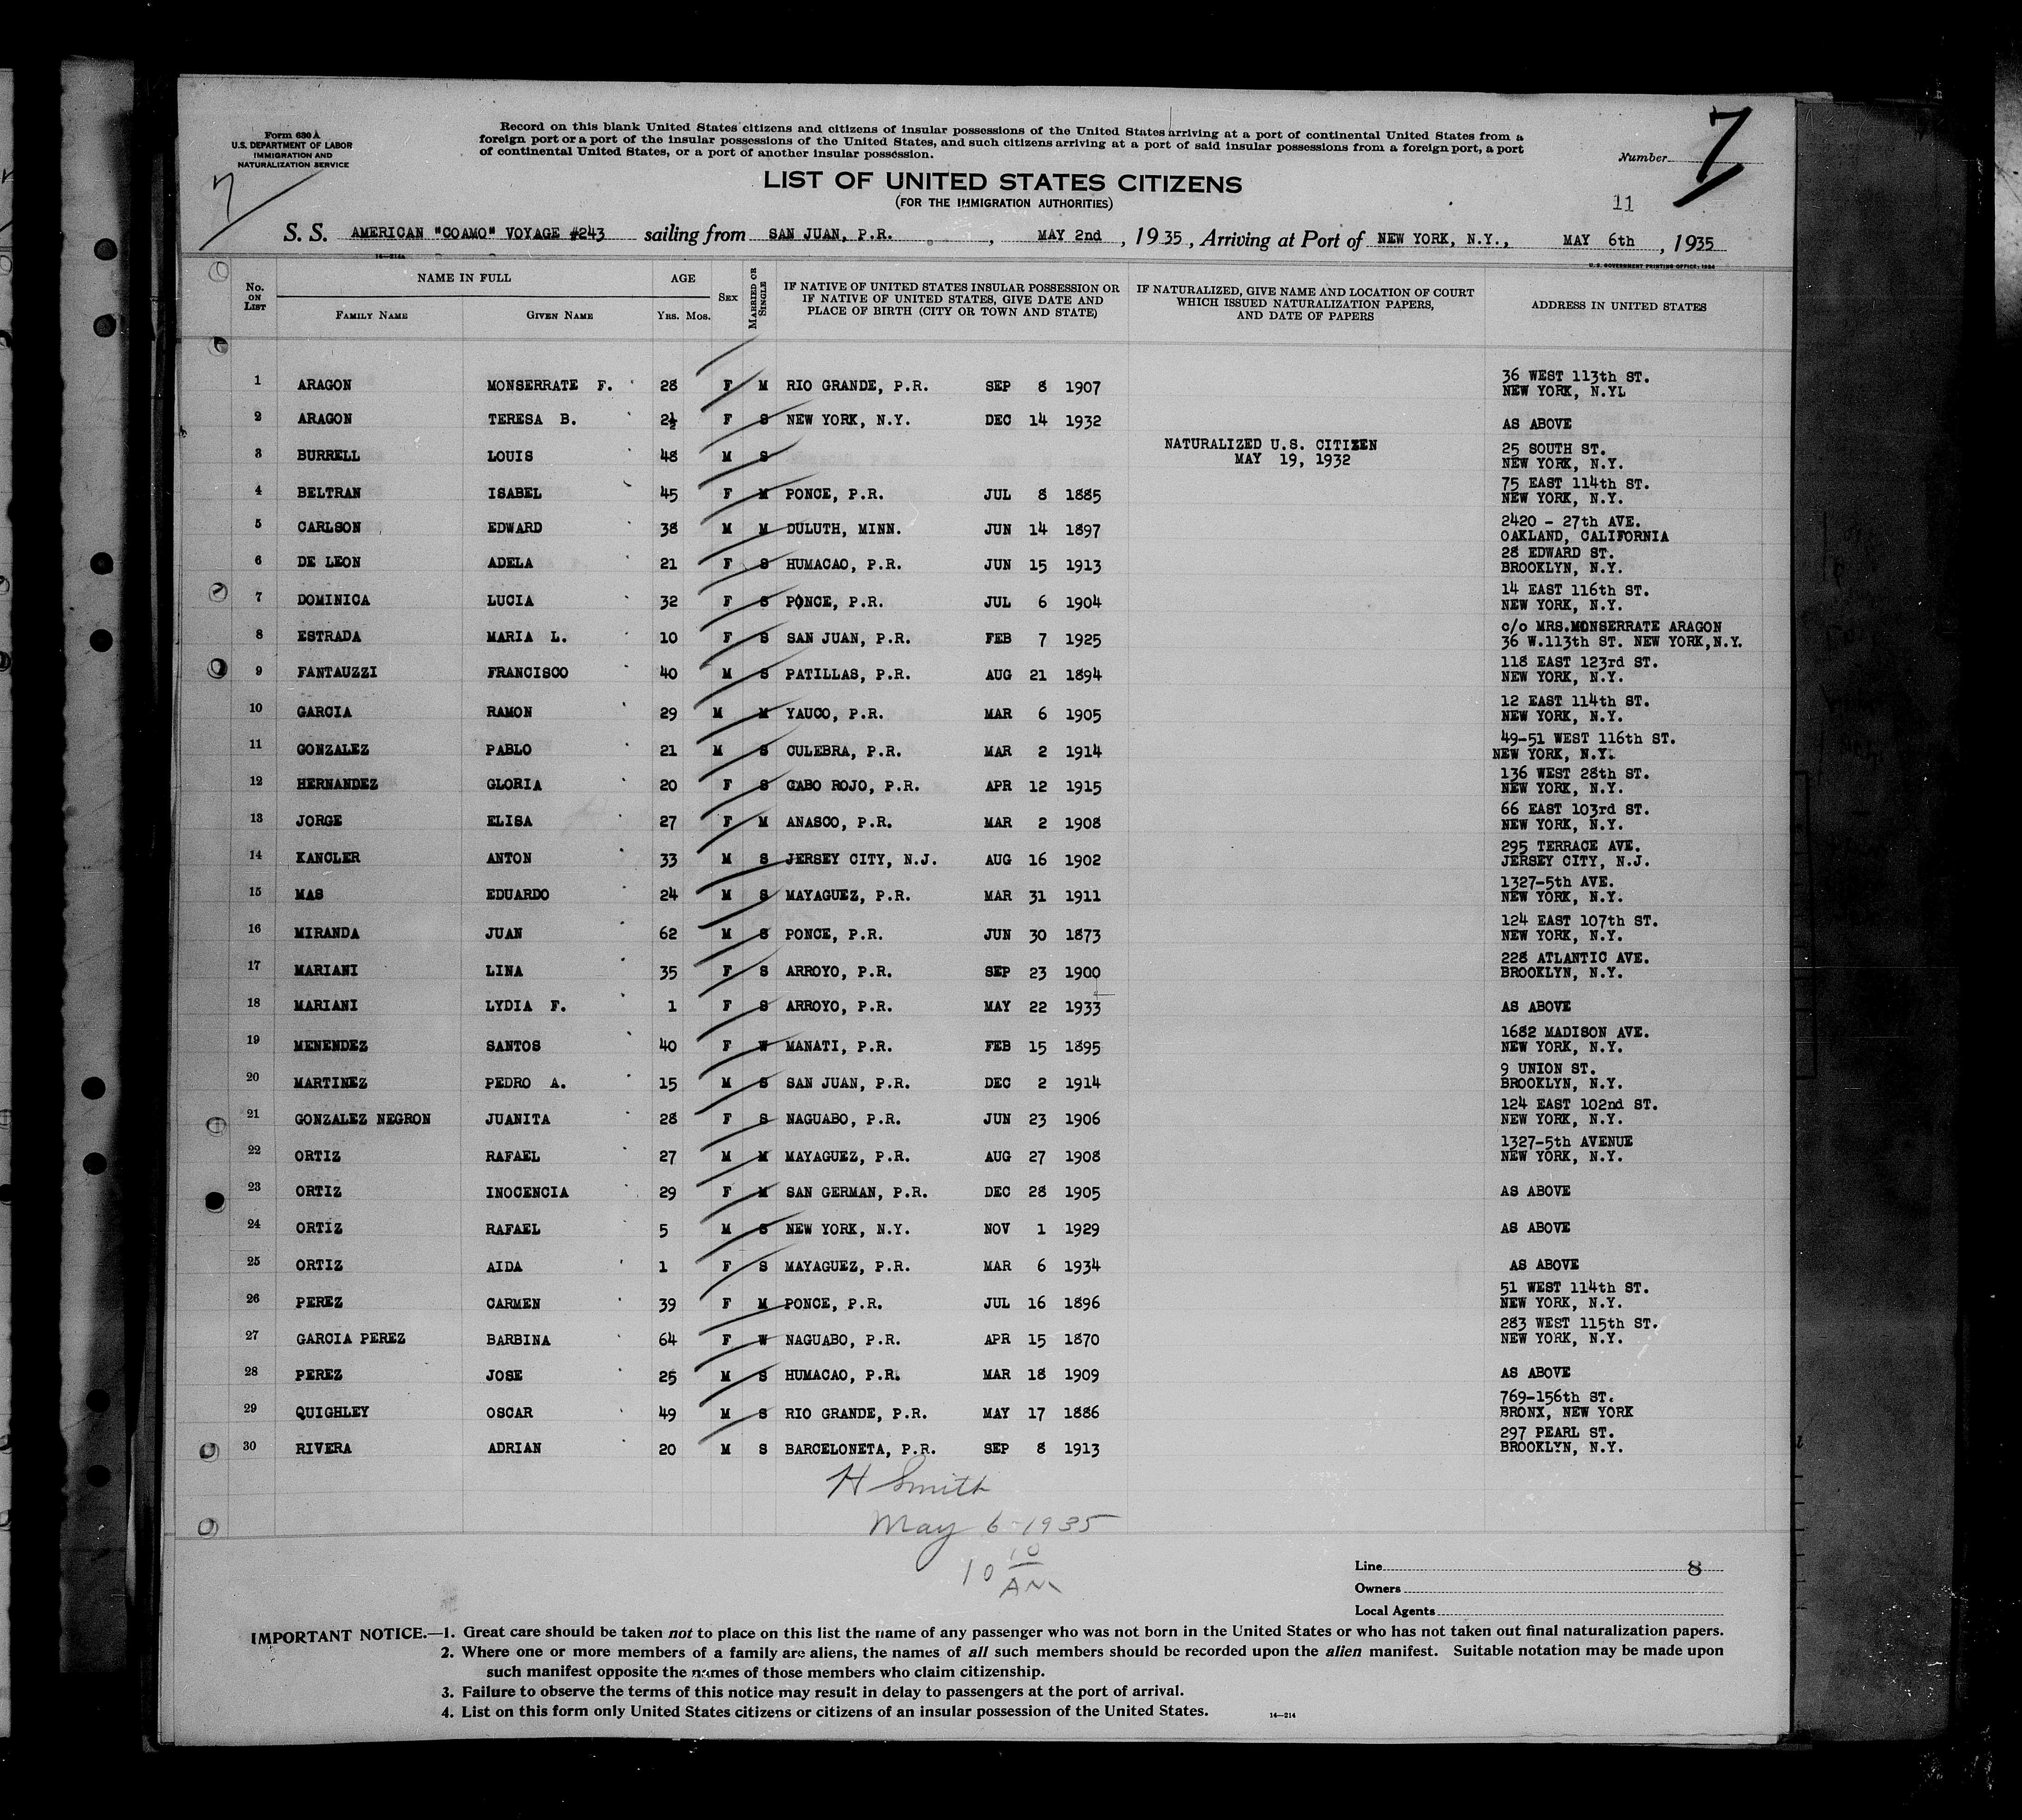 Form 630 A
U.S. DEPARTMENT OF LABOR
IMMIGRATION AND
NATURALIZATION SERVICE
7
Record on this blank United States citizens and citizens of insular possessions of the United States arriving at a port of continental United States from a
foreign port or a port of the insular possessions of the United States, and such citizens arriving at a port of said insular possessions from a foreign port, a port
of continental United States, or a port of another insular possession.
Number 7
LIST OF UNITED STATES CITIZENS
(FOR THE IMMIGRATION AUTHORITIES)
11
S. S. AMERICAN "COAMO" VOYAGE #243 sailing from SAN JUAN, P.R. , MAY 2nd , 1935, Arriving at Port of NEW YORK, N.Y., MAY 6th , 1935
14—214A
U.S. GOVERNMENT PRINTING OFFICE: 1934
No. ON LIST
NAME IN FULL
FAMILY NAME
GIVEN NAME
AGE
YRS. MOS.
SEX
MARRIED OR SINGLE
IF NATIVE OF UNITED STATES INSULAR POSSESSION OR
IF NATIVE OF UNITED STATES, GIVE DATE AND
PLACE OF BIRTH (CITY OR TOWN AND STATE)
IF NATURALIZED, GIVE NAME AND LOCATION OF COURT
WHICH ISSUED NATURALIZATION PAPERS,
AND DATE OF PAPERS
ADDRESS IN UNITED STATES
1 ARAGON MONSERRATE F. 28 F M RIO GRANDE, P.R. SEP 8 1907 36 WEST 113th ST.
NEW YORK, N.YL
2 ARAGON TERESA B. 2½ F S NEW YORK, N.Y. DEC 14 1932 AS ABOVE
3 BURRELL LOUIS 48 M S NATURALIZED U.S. CITIZEN 25 SOUTH ST.
MAY 19, 1932 NEW YORK, N.Y.
4 BELTRAN ISABEL 45 F M PONCE, P.R. JUL 8 1885 75 EAST 114th ST.
NEW YORK, N.Y.
5 CARLSON EDWARD 38 M M DULUTH, MINN. JUN 14 1897 2420 - 27th AVE.
OAKLAND, CALIFORNIA
6 DE LEON ADELA 21 F S HUMACAO, P.R. JUN 15 1913 28 EDWARD ST.
BROOKLYN, N.Y.
7 DOMINICA LUCIA 32 F S PONCE, P.R. JUL 6 1904 14 EAST 116th ST.
NEW YORK, N.Y.
8 ESTRADA MARIA L. 10 F S SAN JUAN, P.R. FEB 7 1925 c/o MRS.MONSERRATE ARAGON
36 W.113th ST. NEW YORK,N.Y.
9 FANTAUZZI FRANCISCO 40 M S PATILLAS, P.R. AUG 21 1894 118 EAST 123rd ST.
NEW YORK, N.Y.
10 GARCIA RAMON 29 M M YAUCO, P.R. MAR 6 1905 12 EAST 114th ST.
NEW YORK, N.Y.
11 GONZALEZ PABLO 21 M S CULEBRA, P.R. MAR 2 1914 49-51 WEST 116th ST.
NEW YORK, N.Y.
12 HERNANDEZ GLORIA 20 F S CABO ROJO, P.R. APR 12 1915 136 WEST 28th ST.
NEW YORK, N.Y.
13 JORGE ELISA 27 F M ANASCO, P.R. MAR 2 1908 66 EAST 103rd ST.
NEW YORK, N.Y.
14 KANCLER ANTON 33 M S JERSEY CITY, N.J. AUG 16 1902 295 TERRACE AVE.
JERSEY CITY, N.J.
15 MAS EDUARDO 24 M S MAYAGUEZ, P.R. MAR 31 1911 1327-5th AVE.
NEW YORK, N.Y.
16 MIRANDA JUAN 62 M S PONCE, P.R. JUN 30 1873 124 EAST 107th ST.
NEW YORK, N.Y.
17 MARIANI LINA 35 F S ARROYO, P.R. SEP 23 1900 228 ATLANTIC AVE.
BROOKLYN, N.Y.
18 MARIANI LYDIA F. 1 F S ARROYO, P.R. MAY 22 1933 AS ABOVE
19 MENENDEZ SANTOS 40 F W MANATI, P.R. FEB 15 1895 1682 MADISON AVE.
NEW YORK, N.Y.
20 MARTINEZ PEDRO A. 15 M S SAN JUAN, P.R. DEC 2 1914 9 UNION ST.
BROOKLYN, N.Y.
21 GONZALEZ NEGRON JUANITA 28 F S NAGUABO, P.R. JUN 23 1906 124 EAST 102nd ST.
NEW YORK, N.Y.
22 ORTIZ RAFAEL 27 M M MAYAGUEZ, P.R. AUG 27 1908 1327-5th AVENUE
NEW YORK, N.Y.
23 ORTIZ INOCENCIA 29 F M SAN GERMAN, P.R. DEC 28 1905 AS ABOVE
24 ORTIZ RAFAEL 5 M S NEW YORK, N.Y. NOV 1 1929 AS ABOVE
25 ORTIZ AIDA 1 F S MAYAGUEZ, P.R. MAR 6 1934 AS ABOVE
26 PEREZ CARMEN 39 F M PONCE, P.R. JUL 16 1896 51 WEST 114th ST.
NEW YORK, N.Y.
27 GARCIA PEREZ BARBINA 64 F W NAGUABO, P.R. APR 15 1870 283 WEST 115th ST.
NEW YORK, N.Y.
28 PEREZ JOSE 25 M S HUMACAO, P.R. MAR 18 1909 AS ABOVE
29 QUIGHLEY OSCAR 49 M S RIO GRANDE, P.R. MAY 17 1886 769-156th ST.
BRONX, NEW YORK
30 RIVERA ADRIAN 20 M S BARCELONETA, P.R. SEP 8 1913 297 PEARL ST.
BROOKLYN, N.Y.
H Smith
May 6-1935
10 10 AM
Line 8
Owners
Local Agents
IMPORTANT NOTICE.—1. Great care should be taken not to place on this list the name of any passenger who was not born in the United States or who has not taken out final naturalization papers.
2. Where one or more members of a family are aliens, the names of all such members should be recorded upon the alien manifest. Suitable notation may be made upon
such manifest opposite the names of those members who claim citizenship.
3. Failure to observe the terms of this notice may result in delay to passengers at the port of arrival.
4. List on this form only United States citizens or citizens of an insular possession of the United States.
14—214